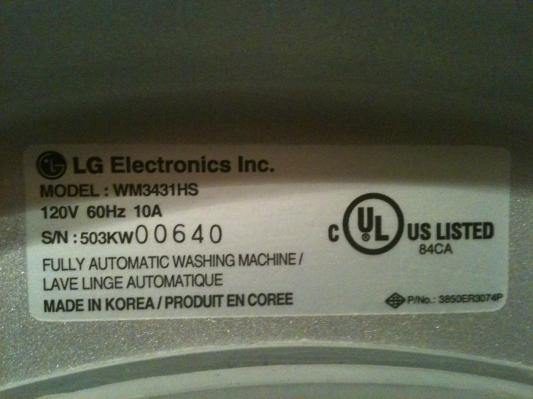 LG Electronics Inc.
MODEL : WM3431HS
120V 60Hz 10A
S/N : 503KW00640
FULLY AUTOMATIC WASHING MACHINE /
LAVE LINGE AUTOMATIQUE
MADE IN KOREA / PRODUIT EN COREE
C UL US LISTED
84CA
P/No.: 3850ER3074P